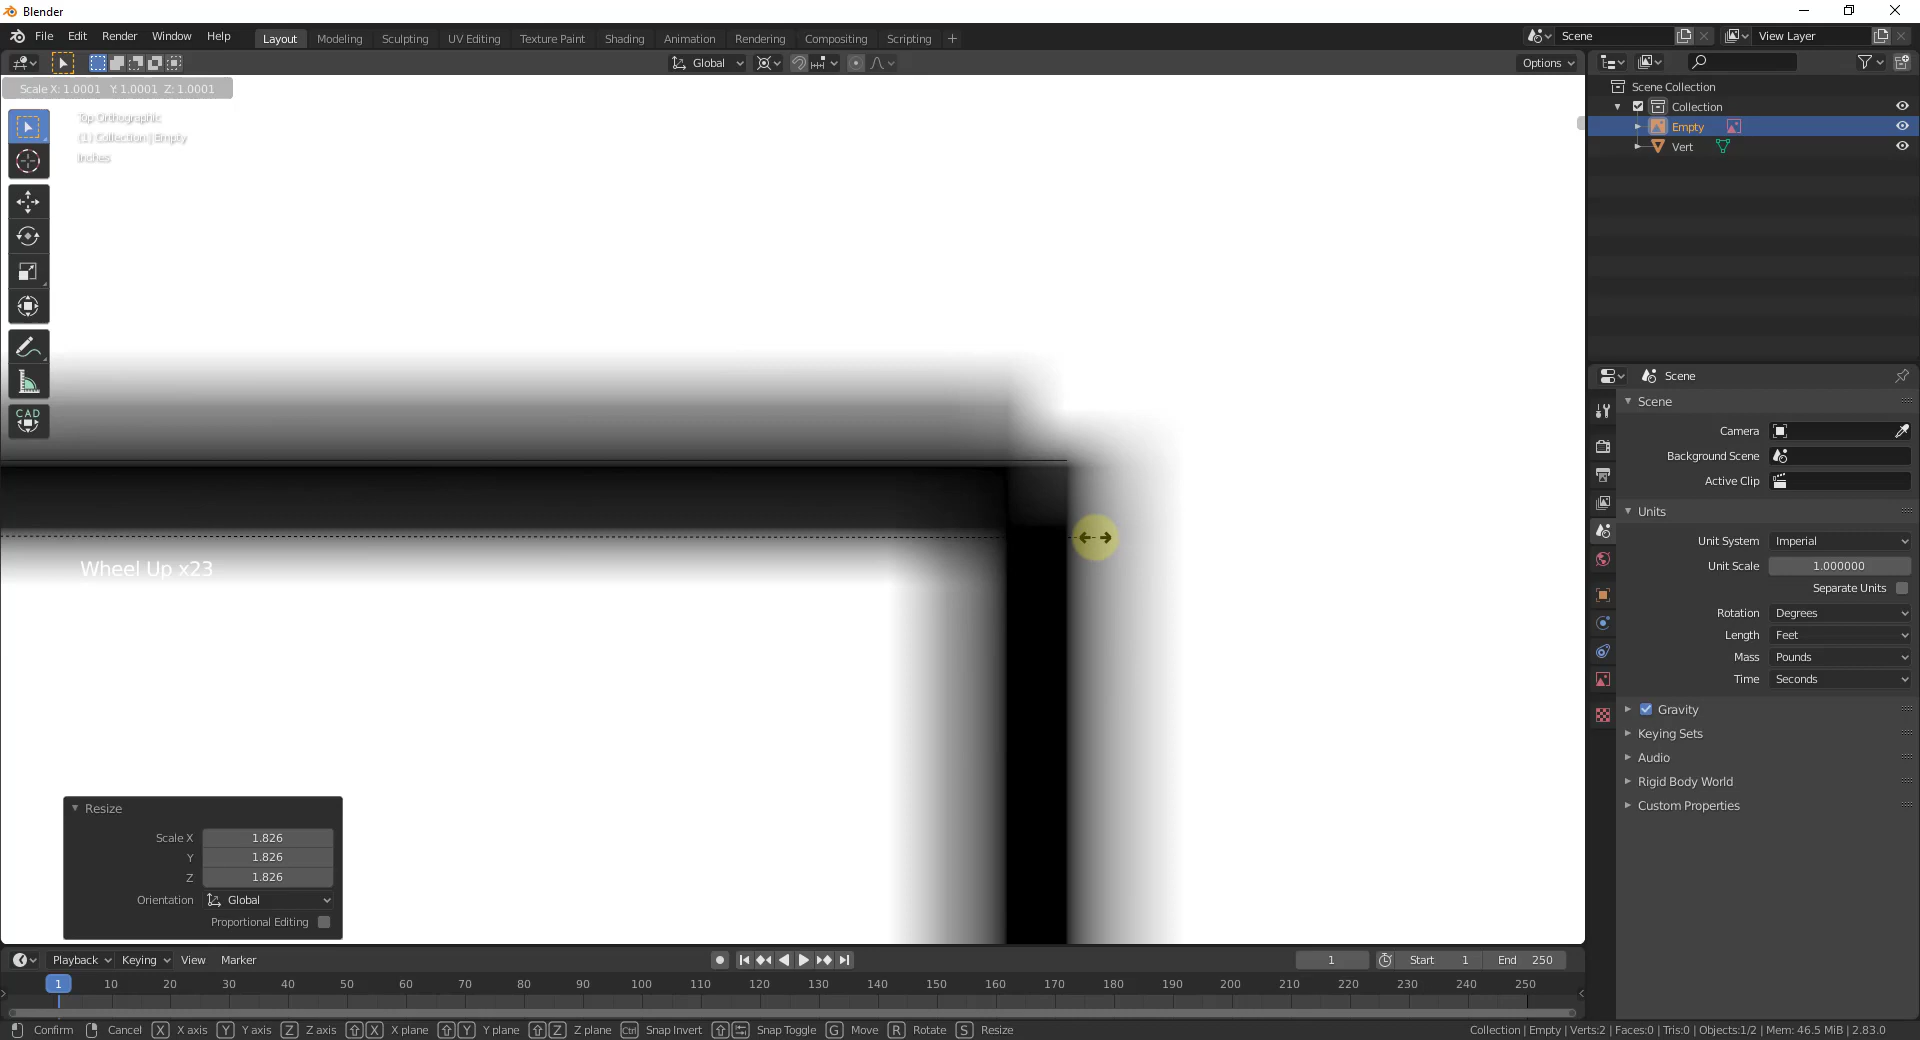 Blender
File Edit Render Window Help
Layout Modeling Sculpting UV Editing Texture Paint Shading Animation Rendering Compositing Scripting
Scene
View Layer
Global
Options
Scale X: 1.0001 Y: 1.0001 Z: 1.0001
Top Orthographic
(1) Collection | Empty
Inches
CAD
Wheel Up x23
Resize
Scale X 1.826
Y 1.826
Z 1.826
Orientation Global
Proportional Editing
Scene Collection
Collection
Empty
Vert
Scene
Scene
Camera
Background Scene
Active Clip
Units
Unit System Imperial
Unit Scale 1.000000
Separate Units
Rotation Degrees
Length Feet
Mass Pounds
Time Seconds
Gravity
Keying Sets
Audio
Rigid Body World
Custom Properties
Playback Keying View Marker
1 Start 1 End 250
1 10 20 30 40 50 60 70 80 90 100 110 120 130 140 150 160 170 180 190 200 210 220 230 240 250
Confirm Cancel X X axis Y Y axis Z Z axis X X plane Y Y plane Z Z plane Ctrl Snap Invert Snap Toggle G Move R Rotate S Resize
Collection | Empty | Verts:2 | Faces:0 | Tris:0 | Objects:1/2 | Mem: 46.5 MiB | 2.83.0